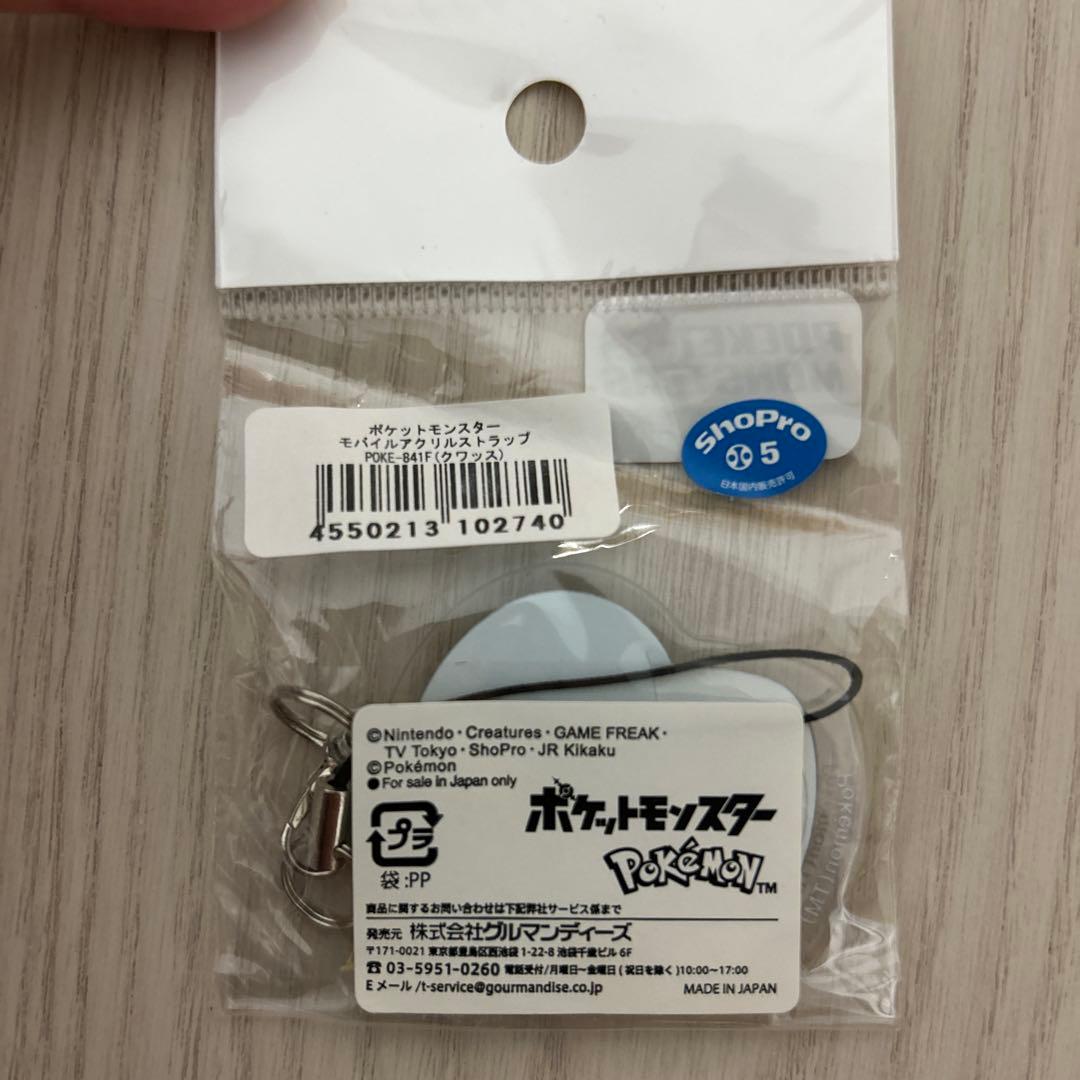 POCKET
MONSTERS
ShoPro
5
日本国内販売許可
ポケットモンスター
モバイルアクリルストラップ
POKE-841F(クワッス)
4550213 102740
©Nintendo・Creatures・GAME FREAK・
TV Tokyo・ShoPro・JR Kikaku
©Pokémon
●For sale in Japan only
プラ
袋:PP
ポケットモンスター
POKéMON™
商品に関するお問い合わせは下記弊社サービス係まで
発売元 株式会社グルマンディーズ
〒171-0021 東京都豊島区西池袋1-22-8 池袋千歳ビル 6F
☎ 03-5951-0260 電話受付/月曜日~金曜日(祝日を除く)10:00~17:00
Eメール/t-service@gourmandise.co.jp
MADE IN JAPAN